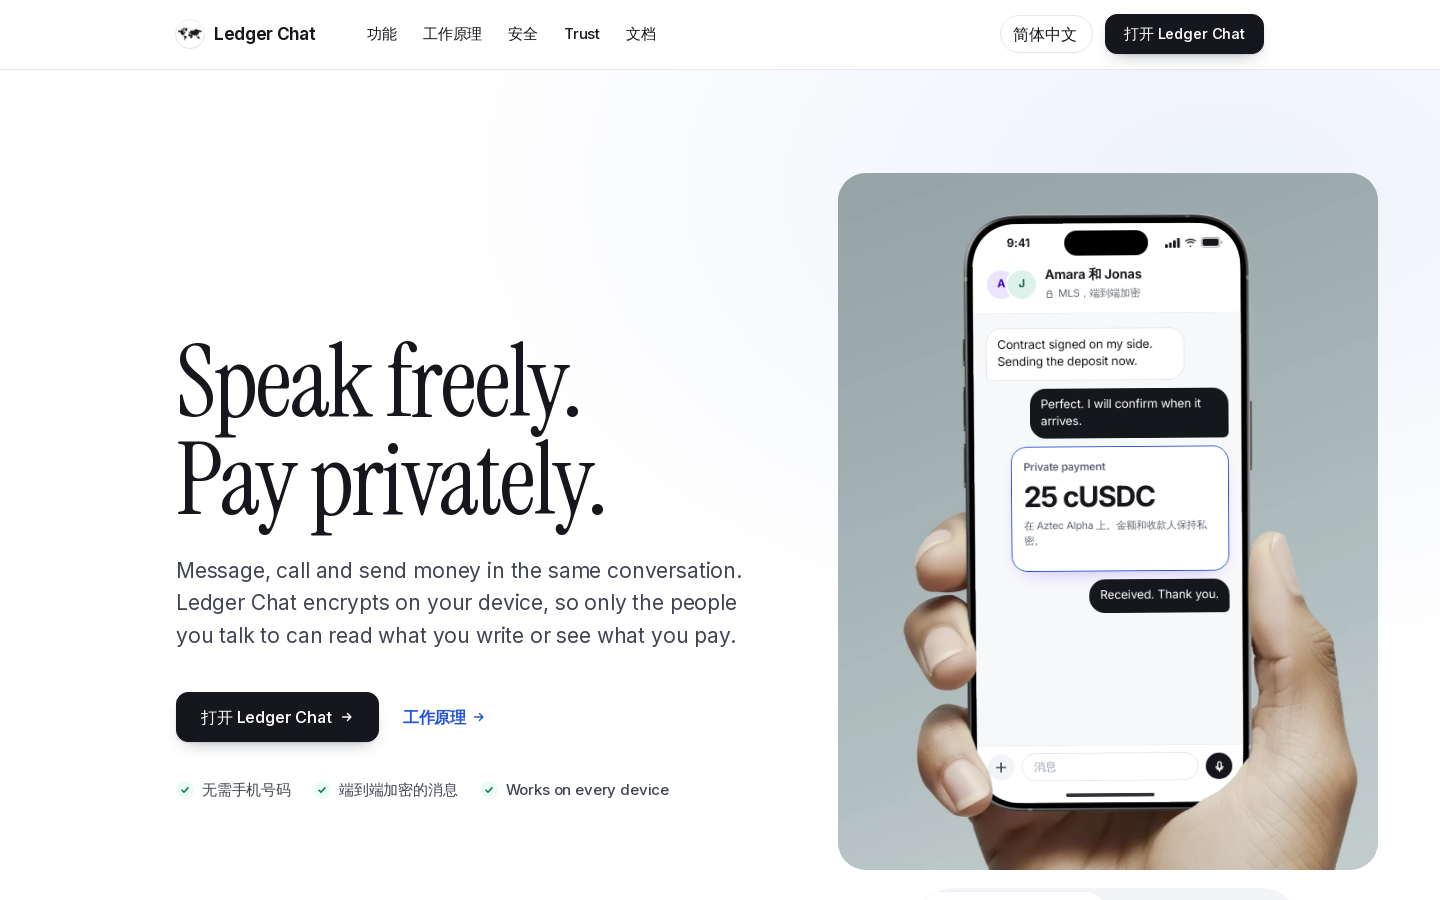 Ledger Chat
功能
工作原理
安全
Trust
文档
简体中文
打开 Ledger Chat
Speak freely.
Pay privately.
Message, call and send money in the same conversation.
Ledger Chat encrypts on your device, so only the people
you talk to can read what you write or see what you pay.
打开 Ledger Chat →
工作原理 →
无需手机号码
端到端加密的消息
Works on every device
9:41
A
J
Amara 和 Jonas
MLS，端到端加密
Contract signed on my side.
Sending the deposit now.
Perfect. I will confirm when it
arrives.
Private payment
25 cUSDC
在 Aztec Alpha 上。金额和收款人保持私
密。
Received. Thank you.
消息